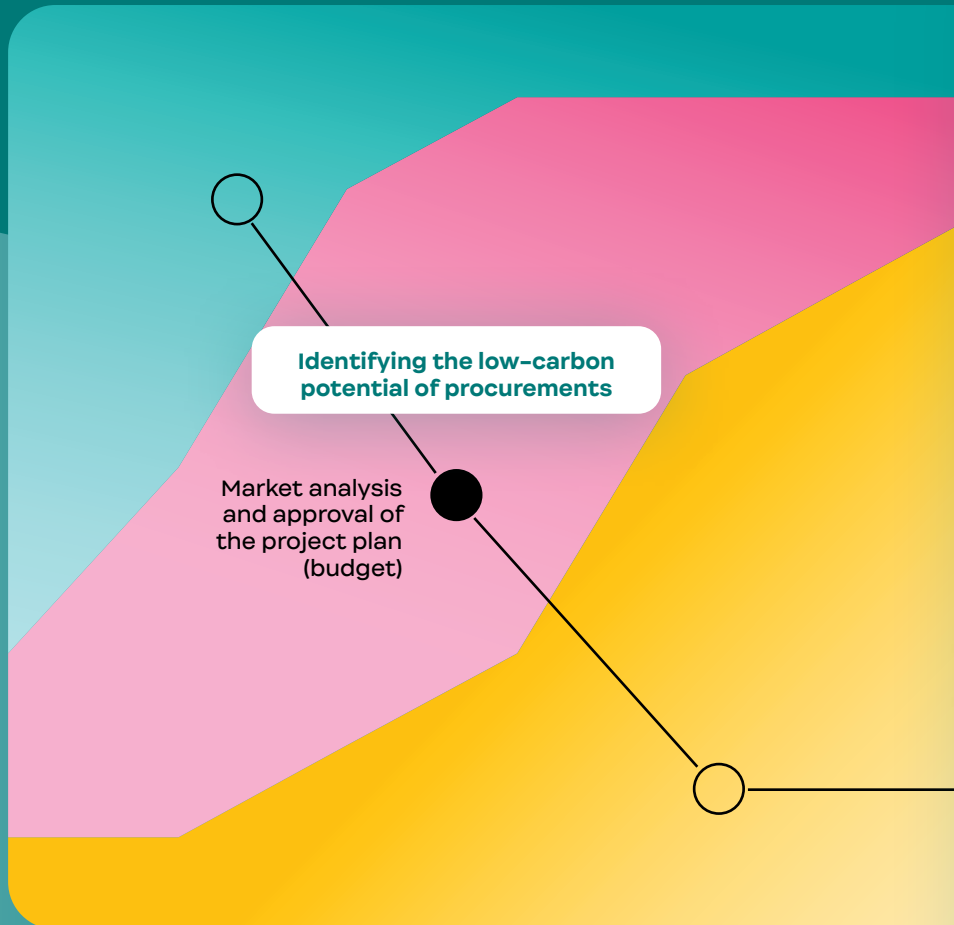 Identifying the low-carbon
potential of procurements
Market analysis
and approval of
the project plan
(budget)